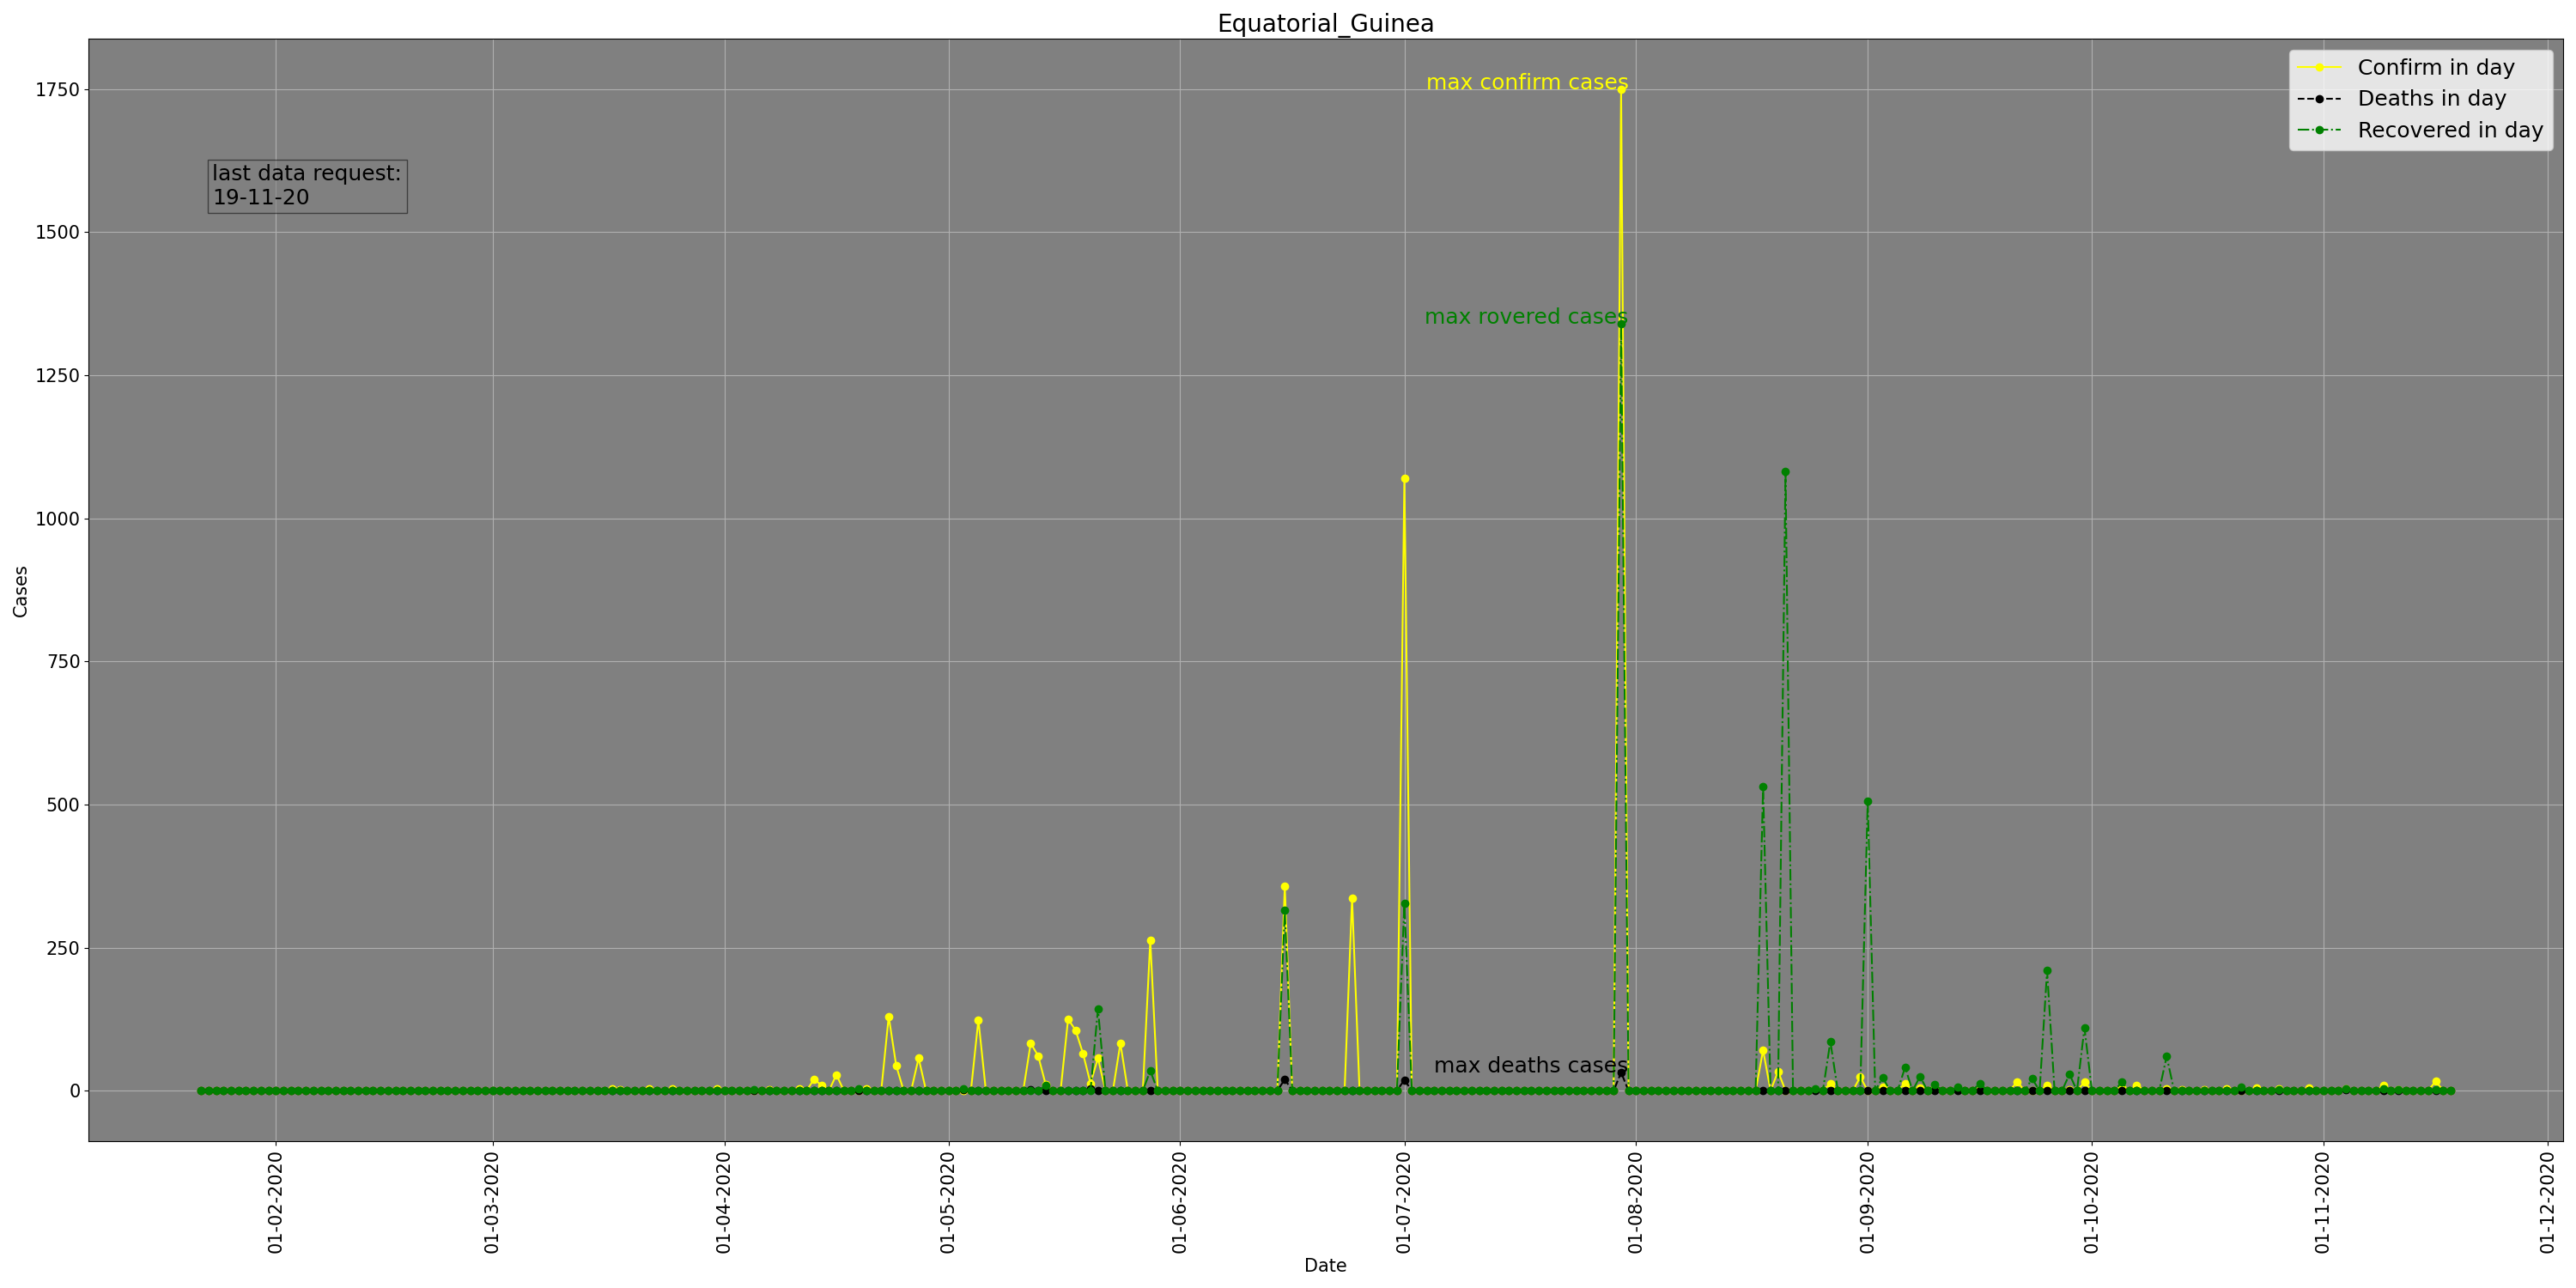 Equatorial_Guinea
max confirm cases
Confirm in day
Deaths in day
Recovered in day
last data request:
19-11-20
max rovered cases
max deaths cases
Cases
1750
1500
1250
1000
750
500
250
0
01-02-2020
01-03-2020
01-04-2020
01-05-2020
01-06-2020
01-07-2020
01-08-2020
01-09-2020
01-10-2020
01-11-2020
01-12-2020
Date